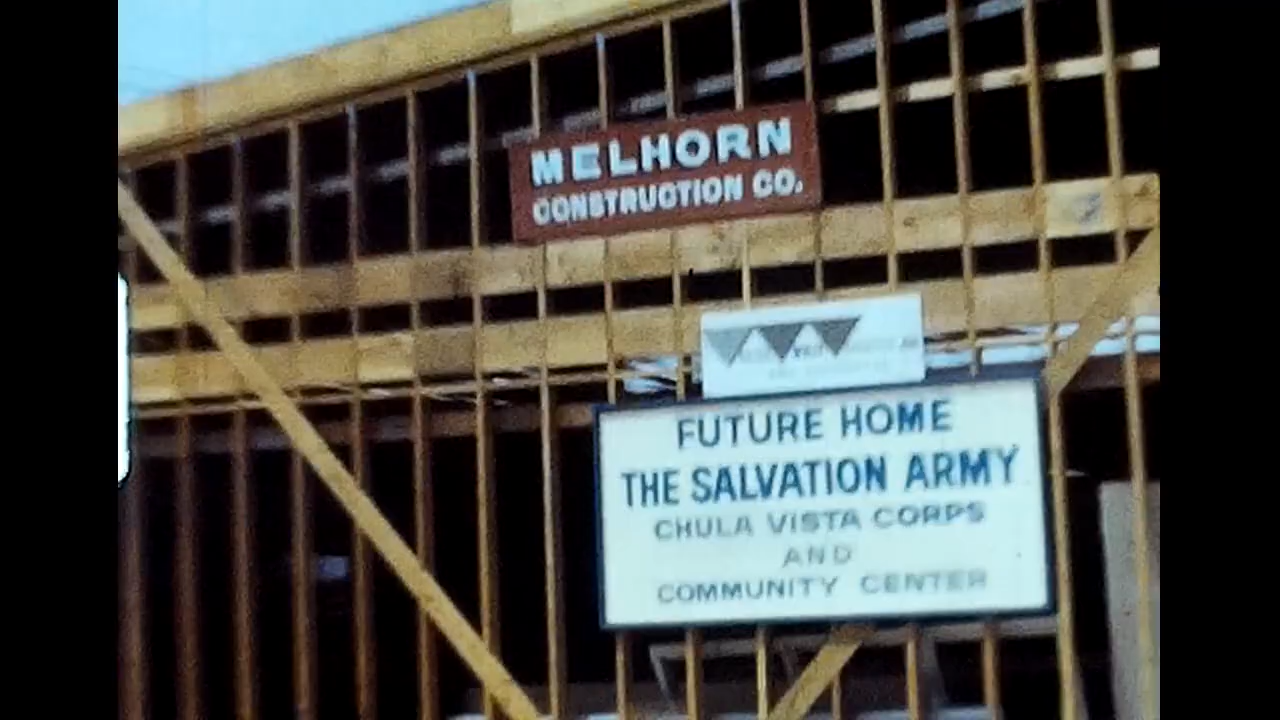 MELHORN
CONSTRUCTION CO.
FUTURE HOME
THE SALVATION ARMY
CHULA VISTA CORPS
AND
COMMUNITY CENTER